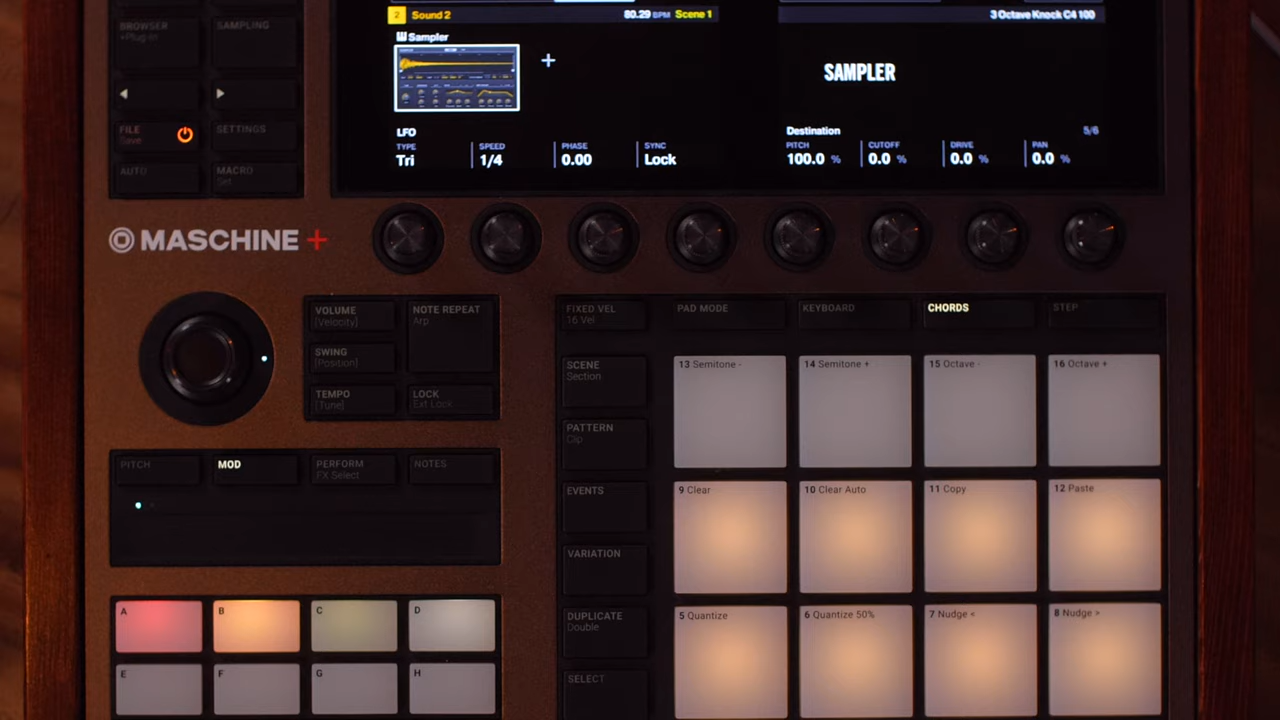 BROWSER
+Plug-in
SAMPLING
FILE
Save
SETTINGS
AUTO
MACRO
Set
2 Sound 2
80.29 BPM Scene 1
3 Octave Knock C4 100
Sampler
+
SAMPLER
LFO
TYPE
Tri
SPEED
1/4
PHASE
0.00
SYNC
Lock
Destination
5/6
PITCH
100.0 %
CUTOFF
0.0 %
DRIVE
0.0 %
PAN
0.0 %
MASCHINE +
VOLUME
[Velocity]
NOTE REPEAT
Arp
SWING
[Position]
TEMPO
[Tune]
LOCK
Ext Lock
FIXED VEL
16 Vel
PAD MODE
KEYBOARD
CHORDS
STEP
SCENE
Section
PATTERN
Clip
EVENTS
VARIATION
DUPLICATE
Double
SELECT
13 Semitone -
14 Semitone +
15 Octave -
16 Octave +
9 Clear
10 Clear Auto
11 Copy
12 Paste
5 Quantize
6 Quantize 50%
7 Nudge <
8 Nudge >
PITCH
MOD
PERFORM
FX Select
NOTES
A
B
C
D
E
F
G
H